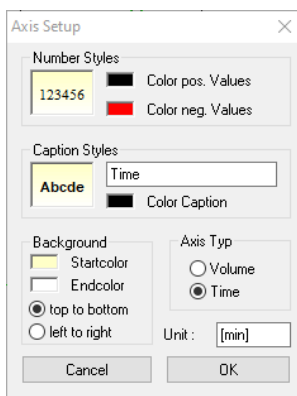 Axis Setup
Number Styles
123456
Color pos. Values
Color neg. Values
Caption Styles
Abcde
Time
Color Caption
Background
Startcolor
Endcolor
top to bottom
left to right
Axis Typ
Volume
Time
Unit : [min]
Cancel
OK